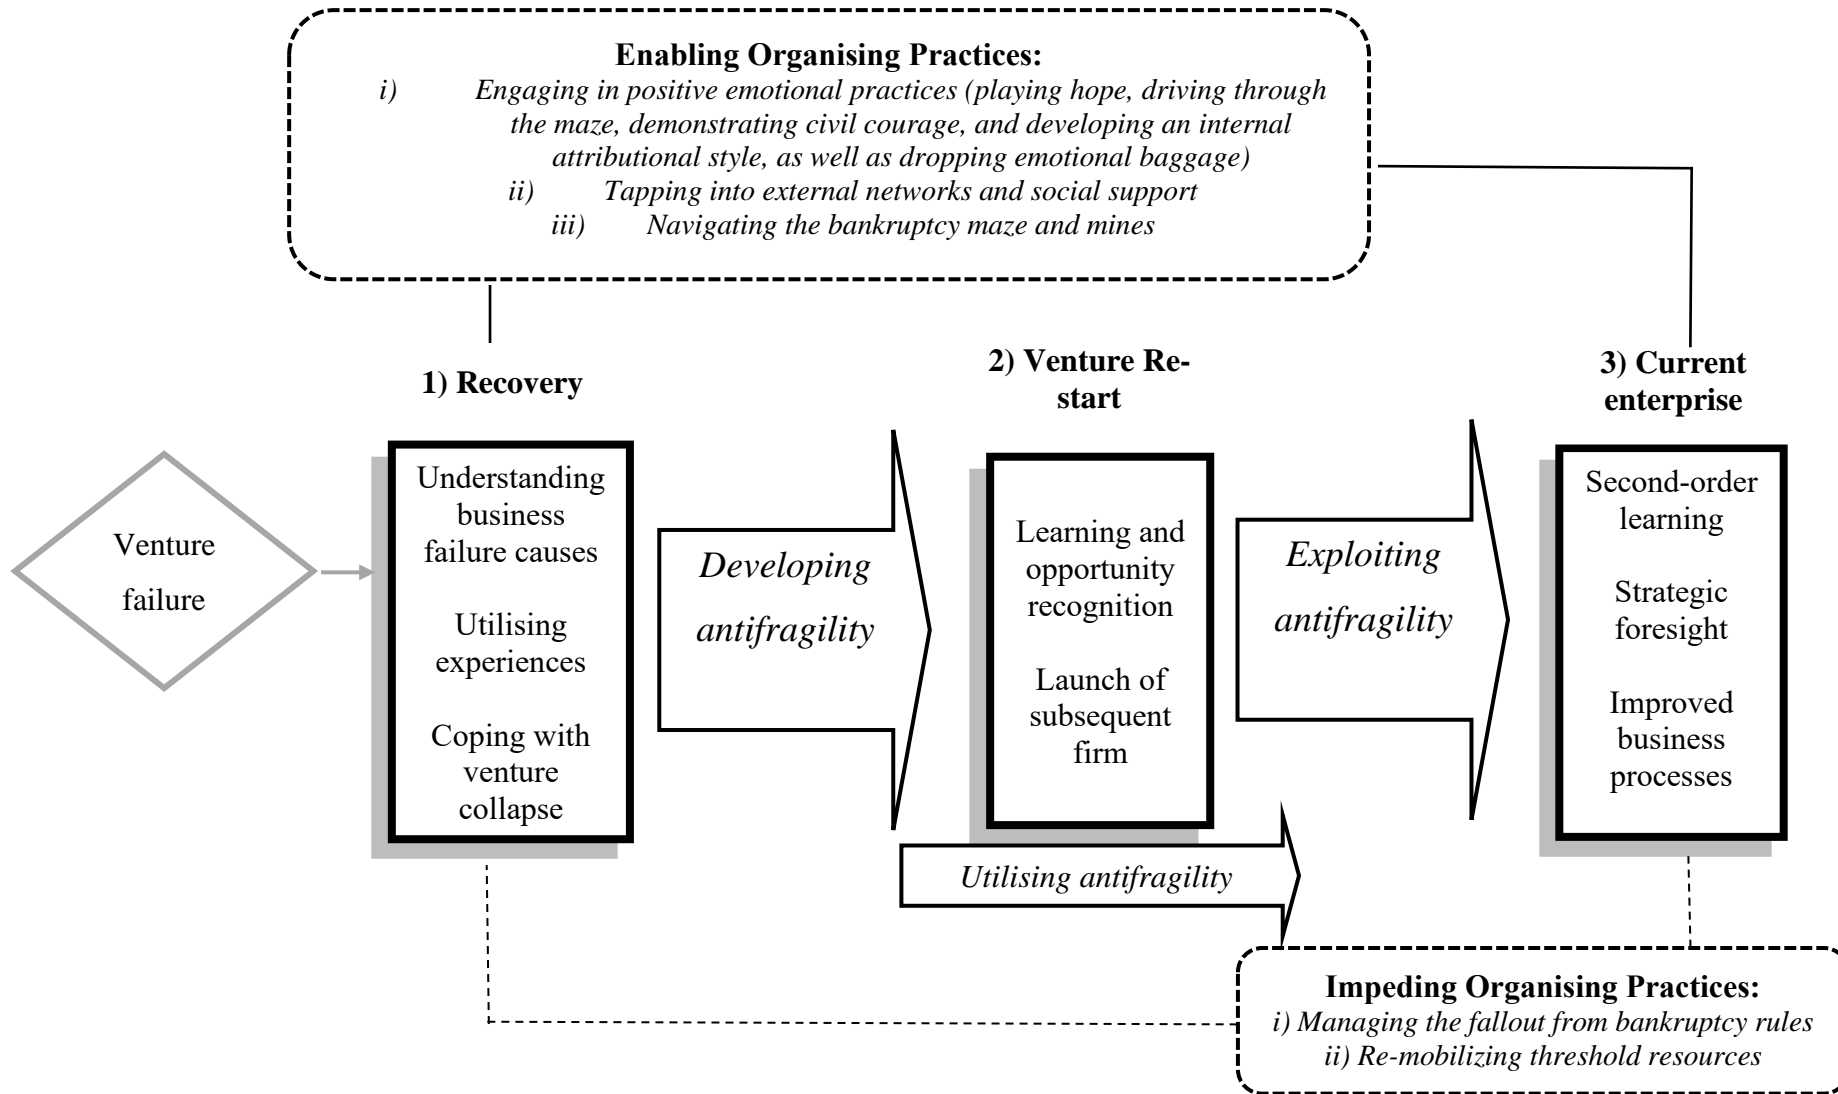 Enabling Organising Practices:
i) Engaging in positive emotional practices (playing hope, driving through
the maze, demonstrating civil courage, and developing an internal
attributional style, as well as dropping emotional baggage)
ii) Tapping into external networks and social support
iii) Navigating the bankruptcy maze and mines
1) Recovery
2) Venture Re-
start
3) Current
enterprise
Venture
failure
Understanding
business
failure causes
Utilising
experiences
Coping with
venture
collapse
Developing
antifragility
Learning and
opportunity
recognition
Launch of
subsequent
firm
Exploiting
antifragility
Second-order
learning
Strategic
foresight
Improved
business
processes
Utilising antifragility
Impeding Organising Practices:
i) Managing the fallout from bankruptcy rules
ii) Re-mobilizing threshold resources